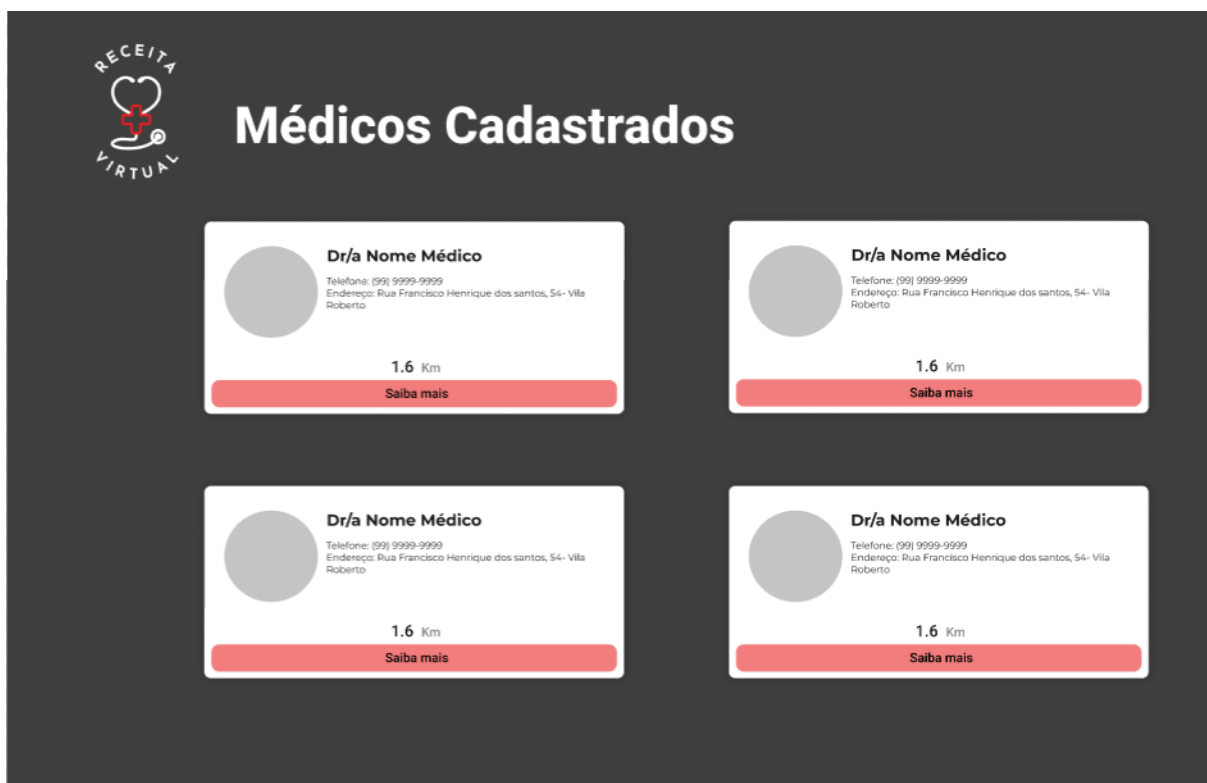 RECEITA
VIRTUAL
Médicos Cadastrados
Dr/a Nome Médico
Telefone: (99) 9999-9999
Endereço: Rua Francisco Henrique dos santos, 54- Vila
Roberto
1.6 Km
Saiba mais
Dr/a Nome Médico
Telefone: (99) 9999-9999
Endereço: Rua Francisco Henrique dos santos, 54- Vila
Roberto
1.6 Km
Saiba mais
Dr/a Nome Médico
Telefone: (99) 9999-9999
Endereço: Rua Francisco Henrique dos santos, 54- Vila
Roberto
1.6 Km
Saiba mais
Dr/a Nome Médico
Telefone: (99) 9999-9999
Endereço: Rua Francisco Henrique dos santos, 54- Vila
Roberto
1.6 Km
Saiba mais